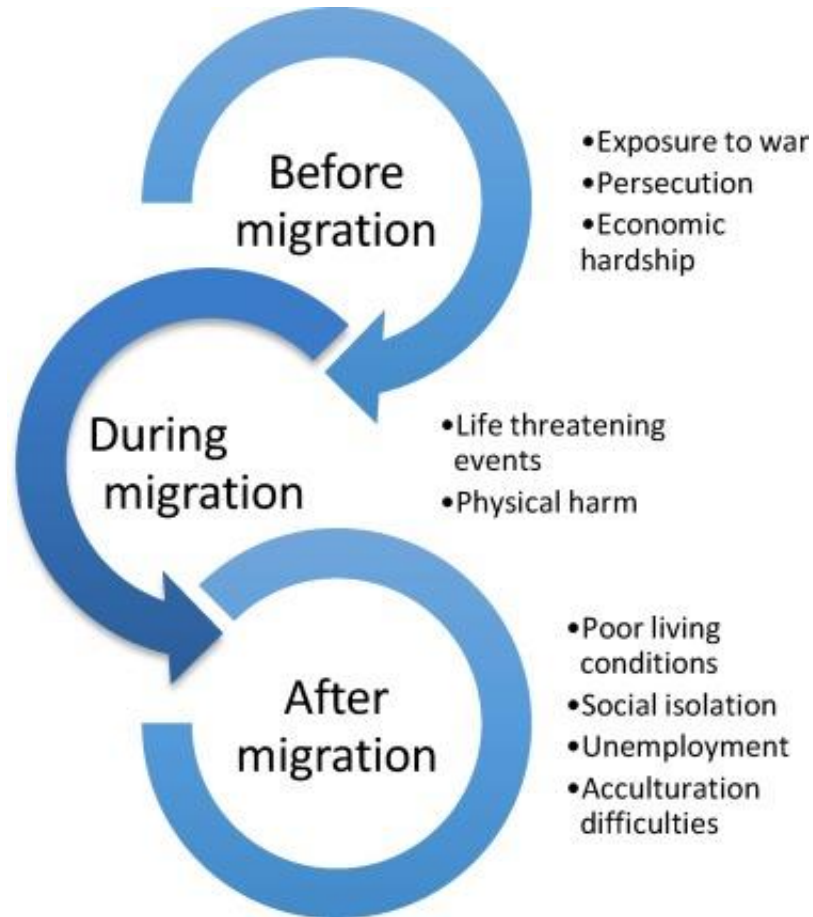 Before
migration
•Exposure to war
•Persecution
•Economic
hardship
During
migration
•Life threatening
events
•Physical harm
After
migration
•Poor living
conditions
•Social isolation
•Unemployment
•Acculturation
difficulties